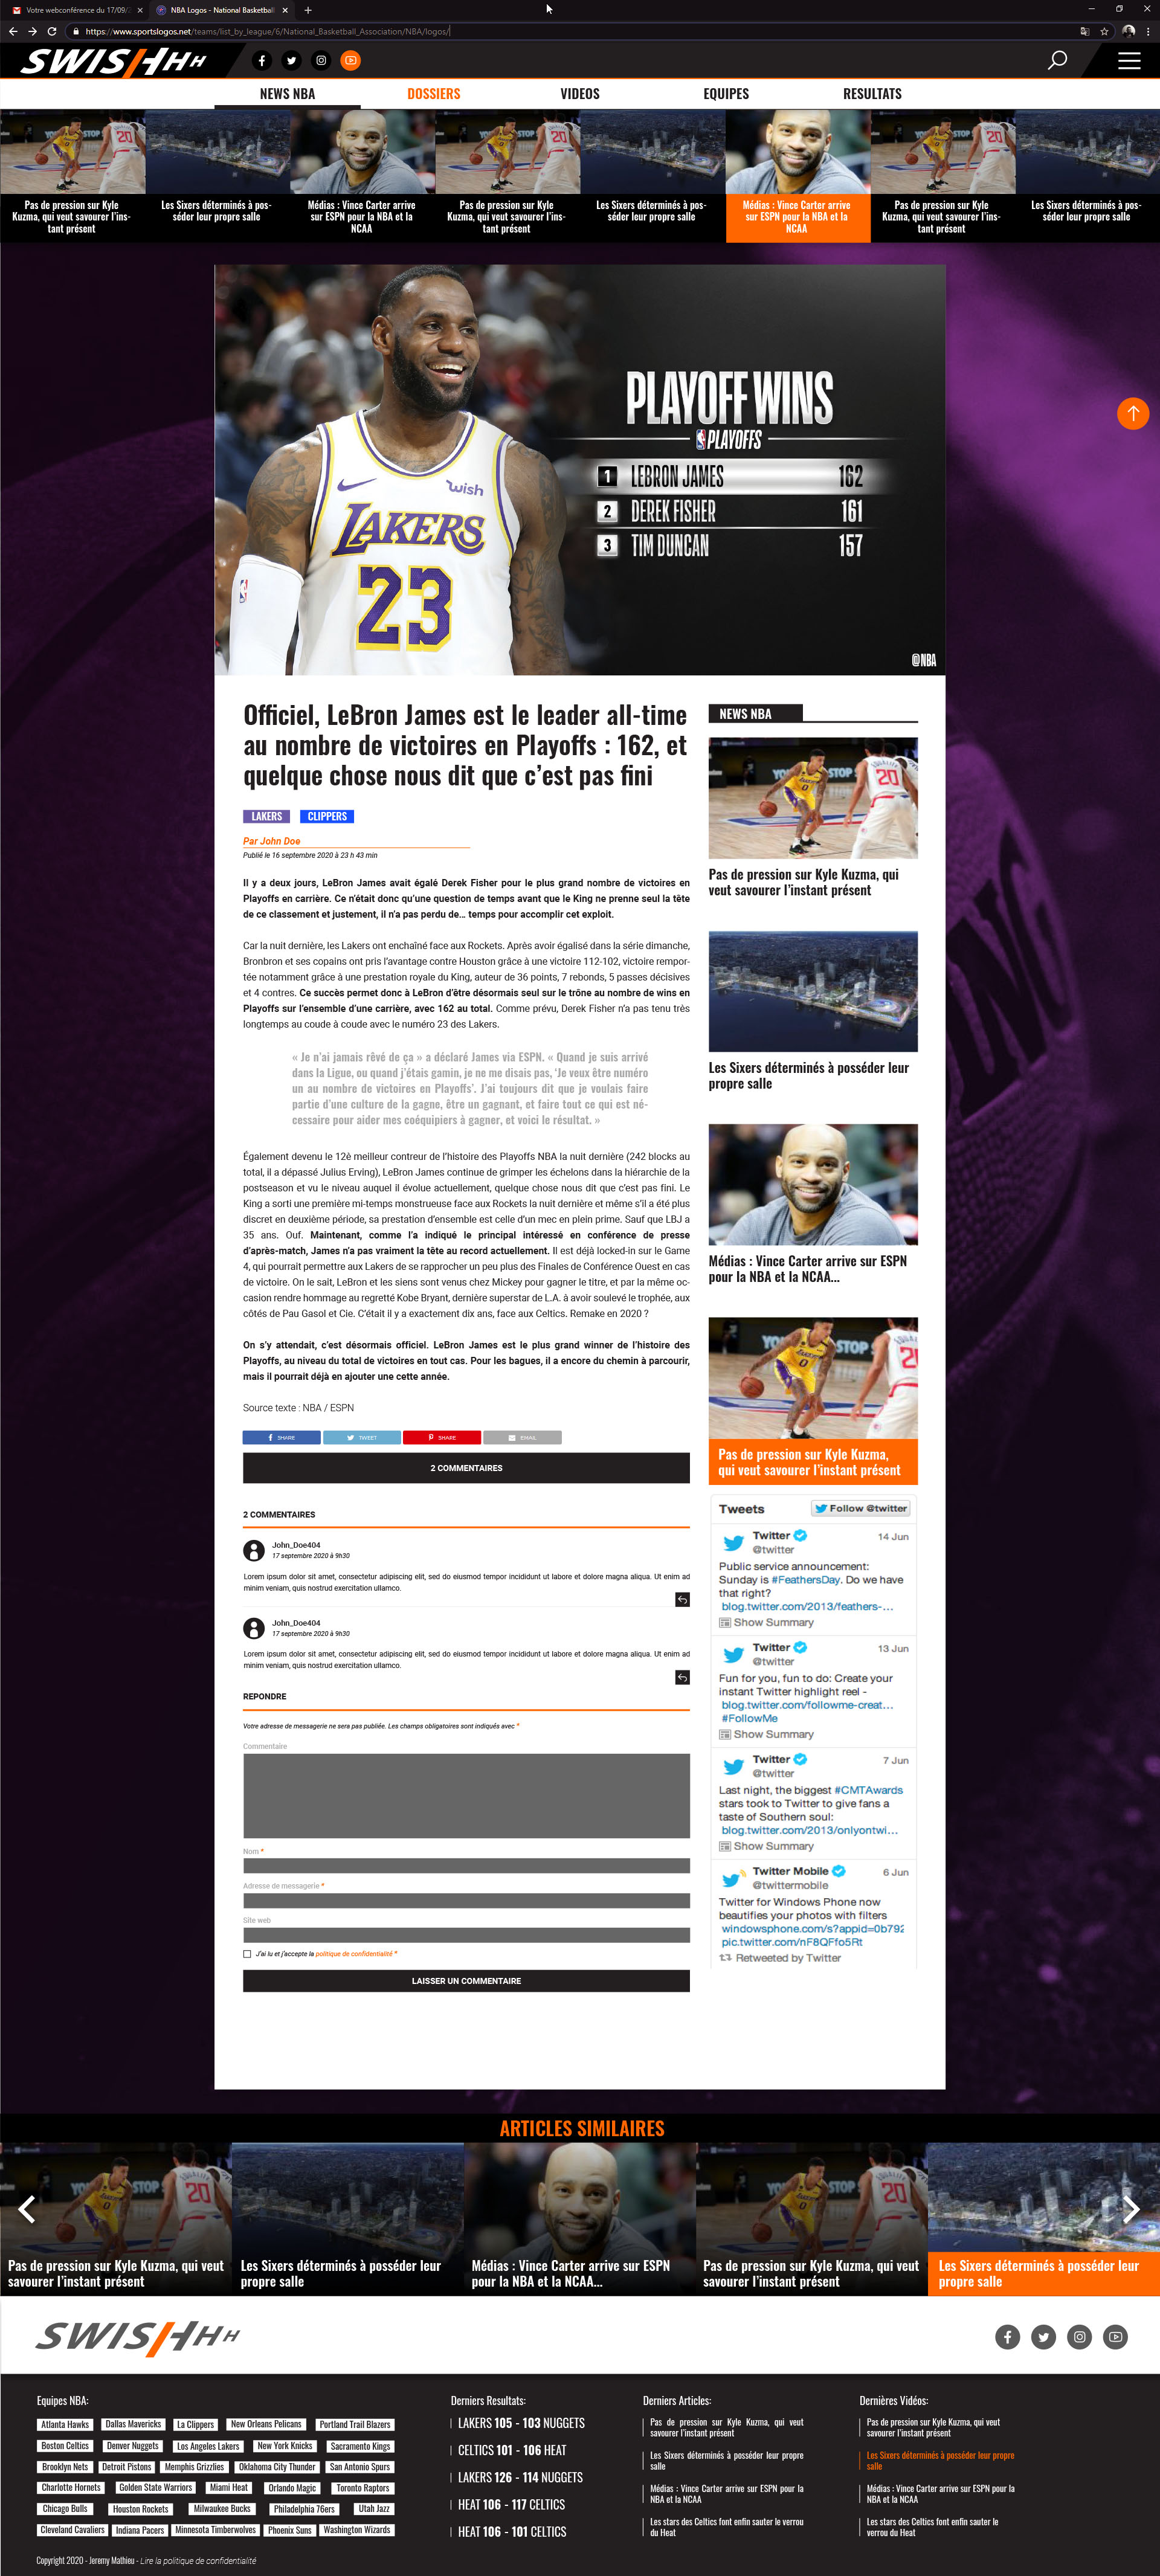 Votre webconférence du 17/09/2
NBA Logos - National Basketball
https://www.sportslogos.net/teams/list_by_league/6/National_Basketball_Association/NBA/logos/
SWISHHH
NEWS NBA
DOSSIERS
VIDEOS
EQUIPES
RESULTATS
Pas de pression sur Kyle
Kuzma, qui veut savourer l'ins-
tant présent
Les Sixers déterminés à pos-
séder leur propre salle
Médias : Vince Carter arrive
sur ESPN pour la NBA et la
NCAA
Pas de pression sur Kyle
Kuzma, qui veut savourer l'ins-
tant présent
Les Sixers déterminés à pos-
séder leur propre salle
Médias : Vince Carter arrive
sur ESPN pour la NBA et la
NCAA
Pas de pression sur Kyle
Kuzma, qui veut savourer l'ins-
tant présent
Les Sixers déterminés à pos-
séder leur propre salle
wish
LAKERS
23
PLAYOFF WINS
PLAYOFFS
1 LEBRON JAMES 162
2 DEREK FISHER 161
3 TIM DUNCAN 157
@NBA
Officiel, LeBron James est le leader all-time
au nombre de victoires en Playoffs : 162, et
quelque chose nous dit que c'est pas fini
LAKERS
CLIPPERS
Par John Doe
Publié le 16 septembre 2020 à 23 h 43 min
Il y a deux jours, LeBron James avait égalé Derek Fisher pour le plus grand nombre de victoires en
Playoffs en carrière. Ce n'était donc qu'une question de temps avant que le King ne prenne seul la tête
de ce classement et justement, il n'a pas perdu de… temps pour accomplir cet exploit.
Car la nuit dernière, les Lakers ont enchaîné face aux Rockets. Après avoir égalisé dans la série dimanche,
Bronbron et ses copains ont pris l'avantage contre Houston grâce à une victoire 112-102, victoire rempor-
tée notamment grâce à une prestation royale du King, auteur de 36 points, 7 rebonds, 5 passes décisives
et 4 contres. Ce succès permet donc à LeBron d'être désormais seul sur le trône au nombre de wins en
Playoffs sur l'ensemble d'une carrière, avec 162 au total. Comme prévu, Derek Fisher n'a pas tenu très
longtemps au coude à coude avec le numéro 23 des Lakers.
« Je n'ai jamais rêvé de ça » a déclaré James via ESPN. « Quand je suis arrivé
dans la Ligue, ou quand j'étais gamin, je ne me disais pas, 'Je veux être numéro
un au nombre de victoires en Playoffs'. J'ai toujours dit que je voulais faire
partie d'une culture de la gagne, être un gagnant, et faire tout ce qui est né-
cessaire pour aider mes coéquipiers à gagner, et voici le résultat. »
Également devenu le 12è meilleur contreur de l'histoire des Playoffs NBA la nuit dernière (242 blocks au
total, il a dépassé Julius Erving), LeBron James continue de grimper les échelons dans la hiérarchie de la
postseason et vu le niveau auquel il évolue actuellement, quelque chose nous dit que c'est pas fini. Le
King a sorti une première mi-temps monstrueuse face aux Rockets la nuit dernière et même s'il a été plus
discret en deuxième période, sa prestation d'ensemble est celle d'un mec en plein prime. Sauf que LBJ a
35 ans. Ouf. Maintenant, comme l'a indiqué le principal intéressé en conférence de presse
d'après-match, James n'a pas vraiment la tête au record actuellement. Il est déjà locked-in sur le Game
4, qui pourrait permettre aux Lakers de se rapprocher un peu plus des Finales de Conférence Ouest en cas
de victoire. On le sait, LeBron et les siens sont venus chez Mickey pour gagner le titre, et par la même oc-
casion rendre hommage au regretté Kobe Bryant, dernière superstar de L.A. à avoir soulevé le trophée, aux
côtés de Pau Gasol et Cie. C'était il y a exactement dix ans, face aux Celtics. Remake en 2020 ?
On s'y attendait, c'est désormais officiel. LeBron James est le plus grand winner de l'histoire des
Playoffs, au niveau du total de victoires en tout cas. Pour les bagues, il a encore du chemin à parcourir,
mais il pourrait déjà en ajouter une cette année.
Source texte : NBA / ESPN
SHARE
TWEET
SHARE
EMAIL
2 COMMENTAIRES
2 COMMENTAIRES
John_Doe404
17 septembre 2020 à 9h30
Lorem ipsum dolor sit amet, consectetur adipiscing elit, sed do eiusmod tempor incididunt ut labore et dolore magna aliqua. Ut enim ad
minim veniam, quis nostrud exercitation ullamco.
John_Doe404
17 septembre 2020 à 9h30
Lorem ipsum dolor sit amet, consectetur adipiscing elit, sed do eiusmod tempor incididunt ut labore et dolore magna aliqua. Ut enim ad
minim veniam, quis nostrud exercitation ullamco.
REPONDRE
Votre adresse de messagerie ne sera pas publiée. Les champs obligatoires sont indiqués avec *
Commentaire
Nom *
Adresse de messagerie *
Site web
J'ai lu et j'accepte la politique de confidentialité *
LAISSER UN COMMENTAIRE
NEWS NBA
Pas de pression sur Kyle Kuzma, qui
veut savourer l'instant présent
Les Sixers déterminés à posséder leur
propre salle
Médias : Vince Carter arrive sur ESPN
pour la NBA et la NCAA...
Pas de pression sur Kyle Kuzma,
qui veut savourer l'instant présent
Tweets
Follow @twitter
Twitter 14 Jun
@twitter
Public service announcement:
Sunday is #FeathersDay. Do we have
that right?
blog.twitter.com/2013/feathers-…
Show Summary
Twitter 13 Jun
@twitter
Fun for you, fun to do: Create your
instant Twitter highlight reel -
blog.twitter.com/followme-creat…
#FollowMe
Show Summary
Twitter 7 Jun
@twitter
Last night, the biggest #CMTAwards
stars took to Twitter to give fans a
taste of Southern soul:
blog.twitter.com/2013/onlyontwi…
Show Summary
Twitter Mobile 6 Jun
@twittermobile
Twitter for Windows Phone now
beautifies your photos with filters
windowsphone.com/s?appid=0b792
pic.twitter.com/nF8QFfo5Rt
Retweeted by Twitter
ARTICLES SIMILAIRES
Pas de pression sur Kyle Kuzma, qui veut
savourer l'instant présent
Les Sixers déterminés à posséder leur
propre salle
Médias : Vince Carter arrive sur ESPN
pour la NBA et la NCAA...
Pas de pression sur Kyle Kuzma, qui veut
savourer l'instant présent
Les Sixers déterminés à posséder leur
propre salle
SWISHHH
Equipes NBA:
Atlanta Hawks Dallas Mavericks La Clippers New Orleans Pelicans Portland Trail Blazers
Boston Celtics Denver Nuggets Los Angeles Lakers New York Knicks Sacramento Kings
Brooklyn Nets Detroit Pistons Memphis Grizzlies Oklahoma City Thunder San Antonio Spurs
Charlotte Hornets Golden State Warriors Miami Heat Orlando Magic Toronto Raptors
Chicago Bulls Houston Rockets Milwaukee Bucks Philadelphia 76ers Utah Jazz
Cleveland Cavaliers Indiana Pacers Minnesota Timberwolves Phoenix Suns Washington Wizards
Derniers Resultats:
LAKERS 105 - 103 NUGGETS
CELTICS 101 - 106 HEAT
LAKERS 126 - 114 NUGGETS
HEAT 106 - 117 CELTICS
HEAT 106 - 101 CELTICS
Derniers Articles:
Pas de pression sur Kyle Kuzma, qui veut
savourer l'instant présent
Les Sixers déterminés à posséder leur propre
salle
Médias : Vince Carter arrive sur ESPN pour la
NBA et la NCAA
Les stars des Celtics font enfin sauter le verrou
du Heat
Dernières Vidéos:
Pas de pression sur Kyle Kuzma, qui veut
savourer l'instant présent
Les Sixers déterminés à posséder leur propre
salle
Médias : Vince Carter arrive sur ESPN pour la
NBA et la NCAA
Les stars des Celtics font enfin sauter le
verrou du Heat
Copyright 2020 - Jeremy Mathieu - Lire la politique de confidentialité